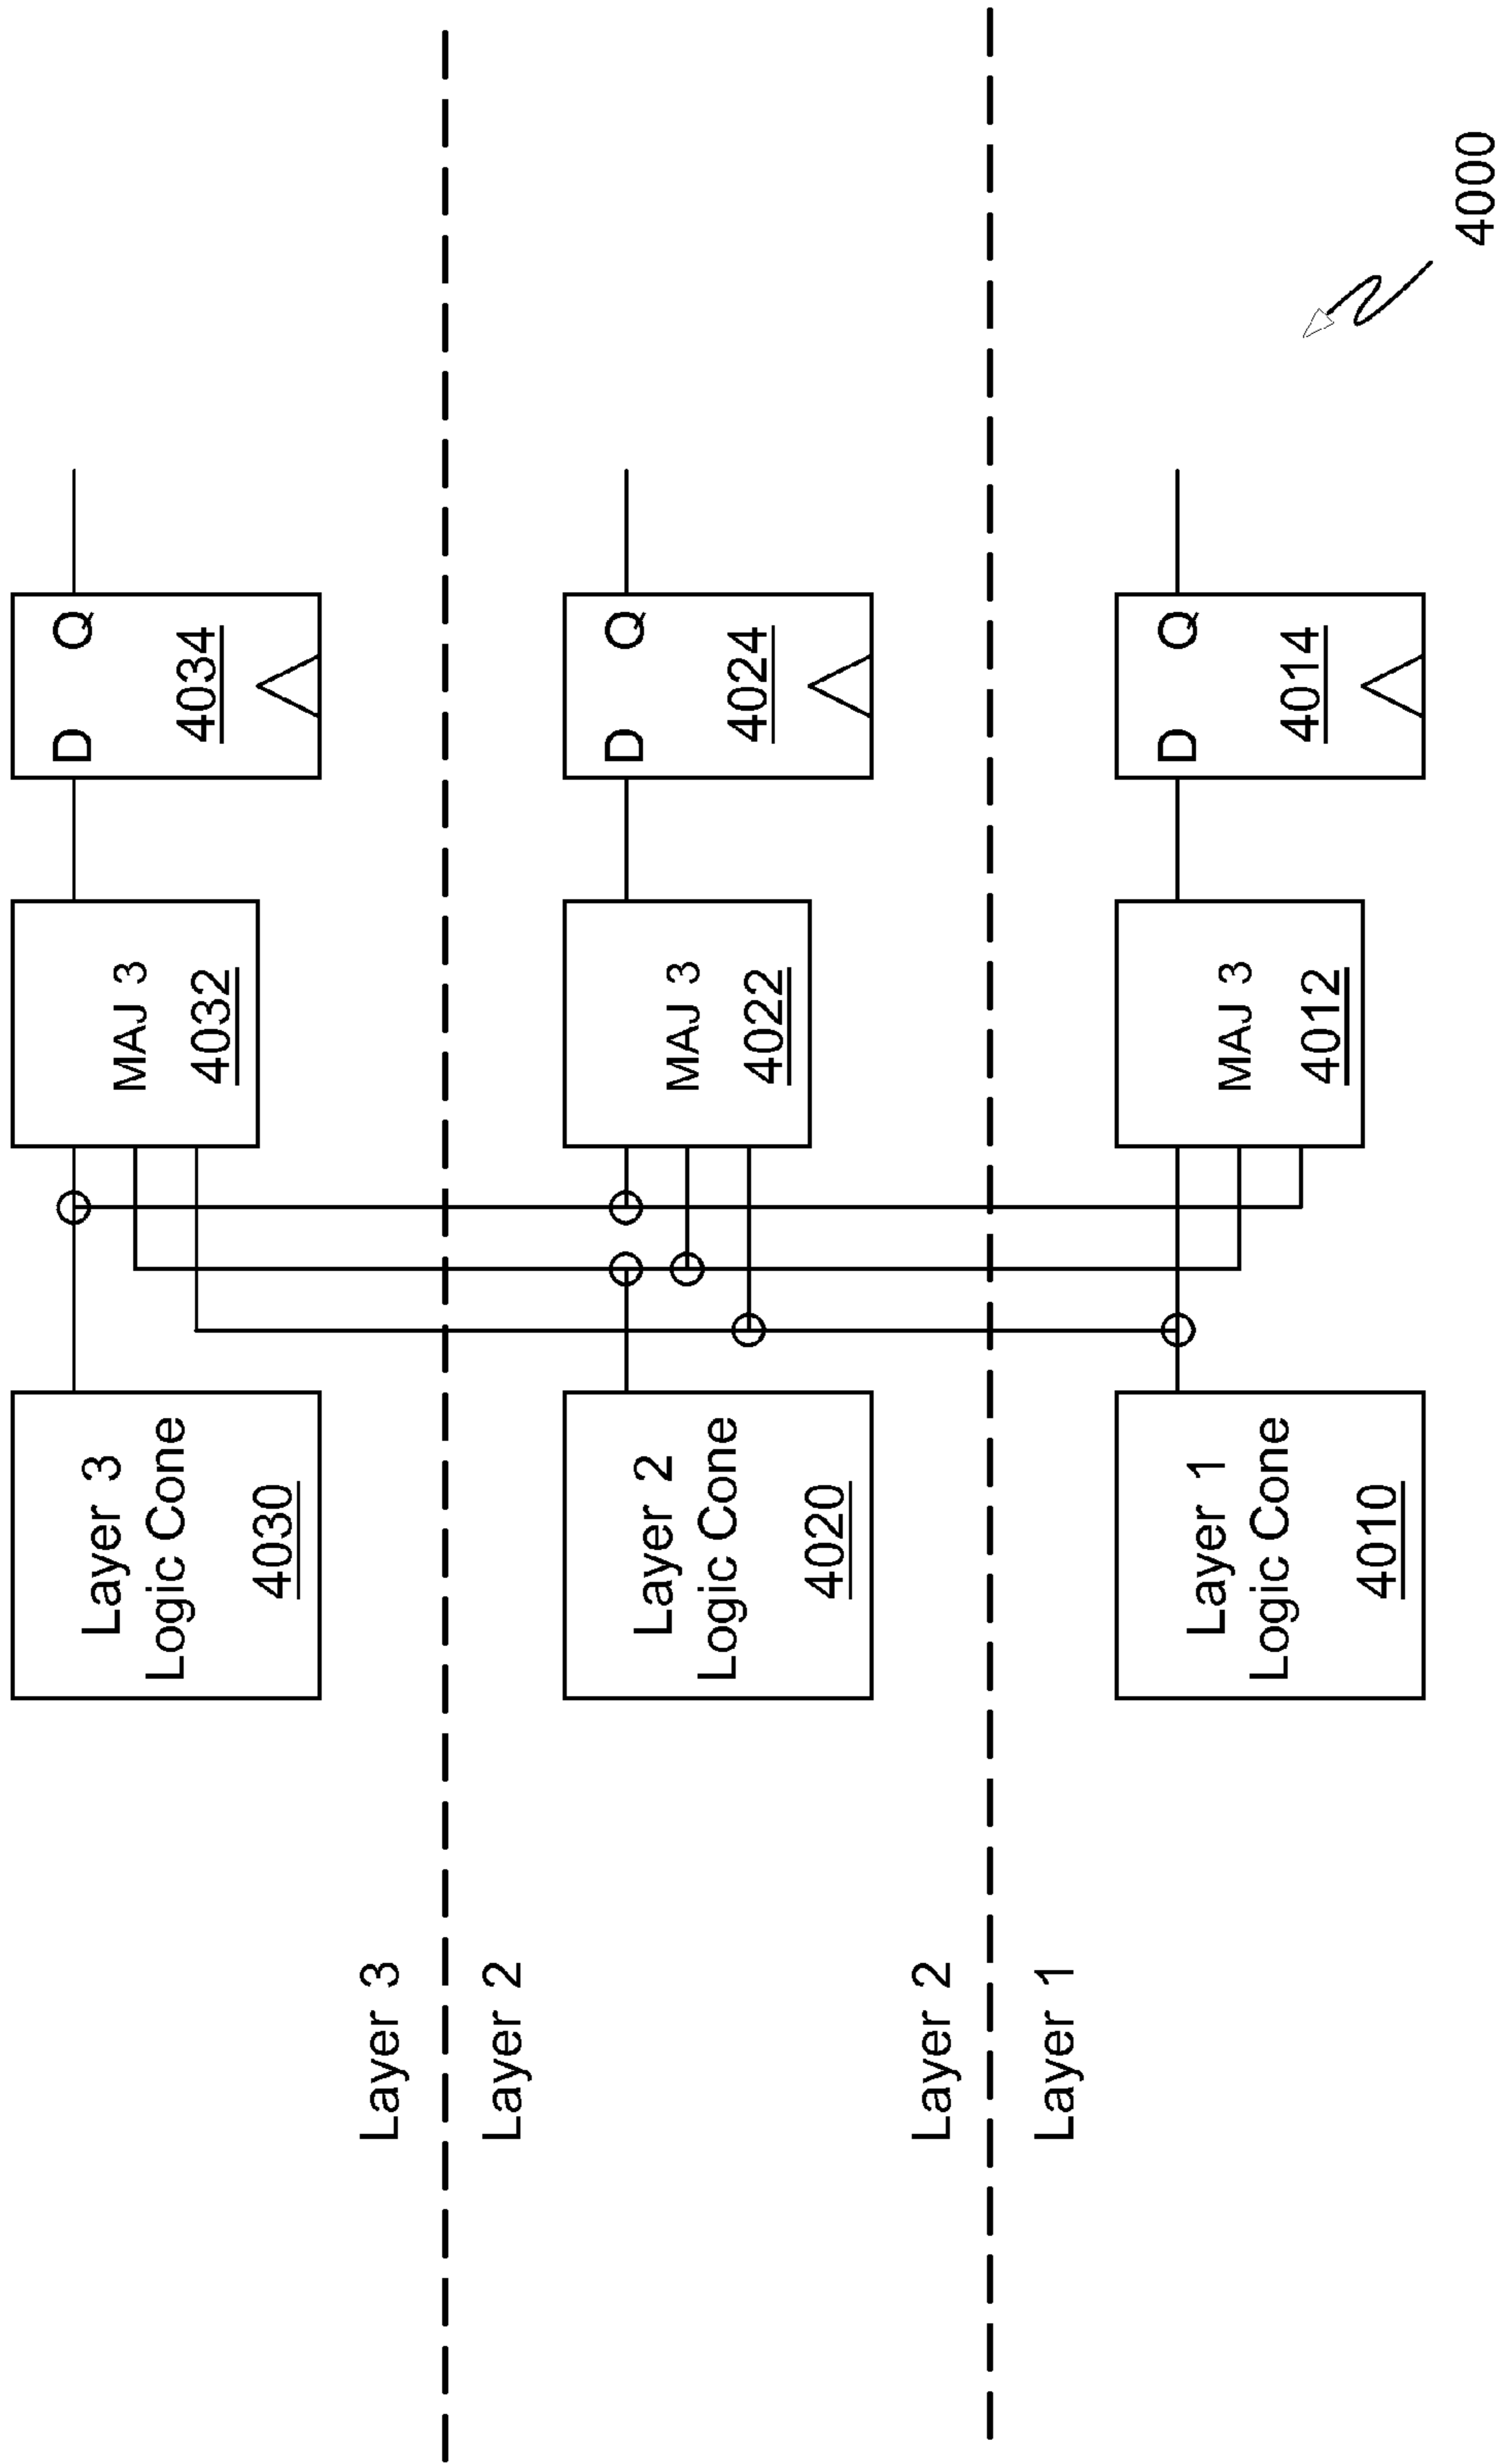 Layer 3
Logic Cone
4030
MAJ 3
4032
D Q
4034
Layer 3
Layer 2
Layer 2
Logic Cone
4020
MAJ 3
4022
D Q
4024
Layer 2
Layer 1
Layer 1
Logic Cone
4010
MAJ 3
4012
D Q
4014
4000